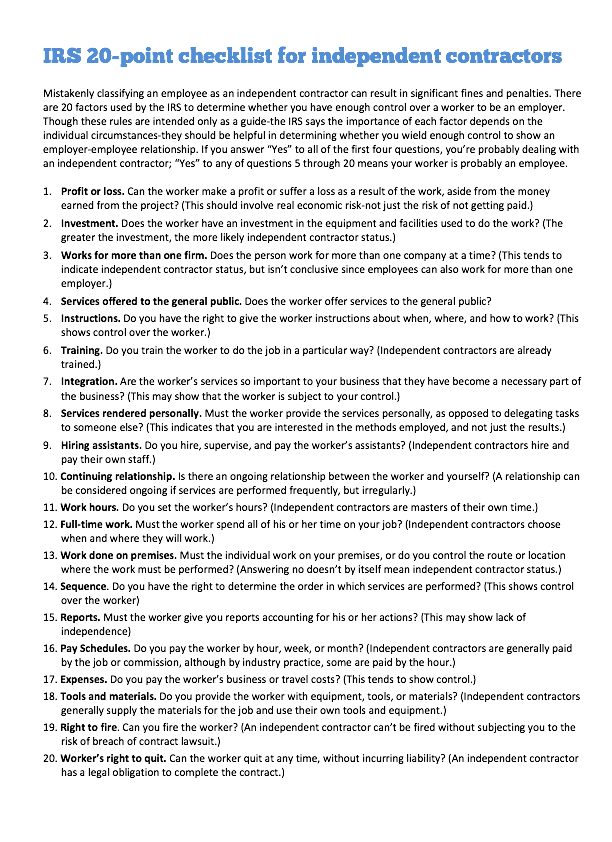 IRS 20-point checklist for independent contractors
Mistakenly classifying an employee as an independent contractor can result in significant fines and penalties. There
are 20 factors used by the IRS to determine whether you have enough control over a worker to be an employer.
Though these rules are intended only as a guide-the IRS says the importance of each factor depends on the
individual circumstances-they should be helpful in determining whether you wield enough control to show an
employer-employee relationship. If you answer “Yes” to all of the first four questions, you’re probably dealing with
an independent contractor; “Yes” to any of questions 5 through 20 means your worker is probably an employee.
1. Profit or loss. Can the worker make a profit or suffer a loss as a result of the work, aside from the money
earned from the project? (This should involve real economic risk-not just the risk of not getting paid.)
2. Investment. Does the worker have an investment in the equipment and facilities used to do the work? (The
greater the investment, the more likely independent contractor status.)
3. Works for more than one firm. Does the person work for more than one company at a time? (This tends to
indicate independent contractor status, but isn’t conclusive since employees can also work for more than one
employer.)
4. Services offered to the general public. Does the worker offer services to the general public?
5. Instructions. Do you have the right to give the worker instructions about when, where, and how to work? (This
shows control over the worker.)
6. Training. Do you train the worker to do the job in a particular way? (Independent contractors are already
trained.)
7. Integration. Are the worker’s services so important to your business that they have become a necessary part of
the business? (This may show that the worker is subject to your control.)
8. Services rendered personally. Must the worker provide the services personally, as opposed to delegating tasks
to someone else? (This indicates that you are interested in the methods employed, and not just the results.)
9. Hiring assistants. Do you hire, supervise, and pay the worker’s assistants? (Independent contractors hire and
pay their own staff.)
10. Continuing relationship. Is there an ongoing relationship between the worker and yourself? (A relationship can
be considered ongoing if services are performed frequently, but irregularly.)
11. Work hours. Do you set the worker’s hours? (Independent contractors are masters of their own time.)
12. Full-time work. Must the worker spend all of his or her time on your job? (Independent contractors choose
when and where they will work.)
13. Work done on premises. Must the individual work on your premises, or do you control the route or location
where the work must be performed? (Answering no doesn’t by itself mean independent contractor status.)
14. Sequence. Do you have the right to determine the order in which services are performed? (This shows control
over the worker)
15. Reports. Must the worker give you reports accounting for his or her actions? (This may show lack of
independence)
16. Pay Schedules. Do you pay the worker by hour, week, or month? (Independent contractors are generally paid
by the job or commission, although by industry practice, some are paid by the hour.)
17. Expenses. Do you pay the worker’s business or travel costs? (This tends to show control.)
18. Tools and materials. Do you provide the worker with equipment, tools, or materials? (Independent contractors
generally supply the materials for the job and use their own tools and equipment.)
19. Right to fire. Can you fire the worker? (An independent contractor can’t be fired without subjecting you to the
risk of breach of contract lawsuit.)
20. Worker’s right to quit. Can the worker quit at any time, without incurring liability? (An independent contractor
has a legal obligation to complete the contract.)